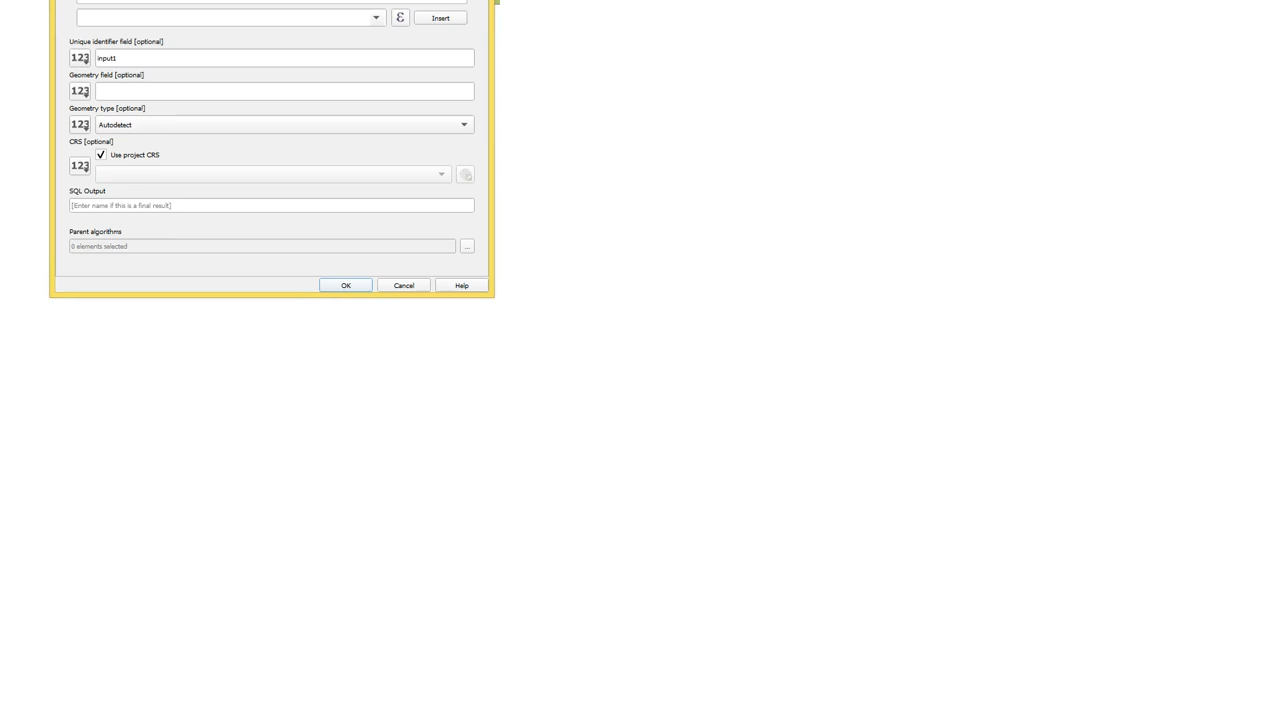 ε Insert
Unique identifier field [optional]
123 input1
Geometry field [optional]
123
Geometry type [optional]
123 Autodetect
CRS [optional]
123 Use project CRS
SQL Output
[Enter name if this is a final result]
Parent algorithms
0 elements selected ...
OK Cancel Help